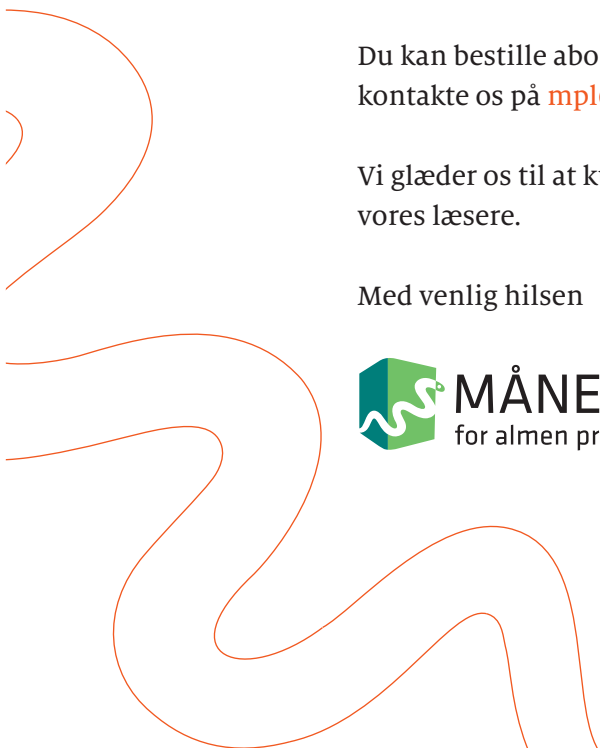 Du kan bestille abo
kontakte os på mpl
Vi glæder os til at k
vores læsere.
Med venlig hilsen
MÅNE
for almen pr